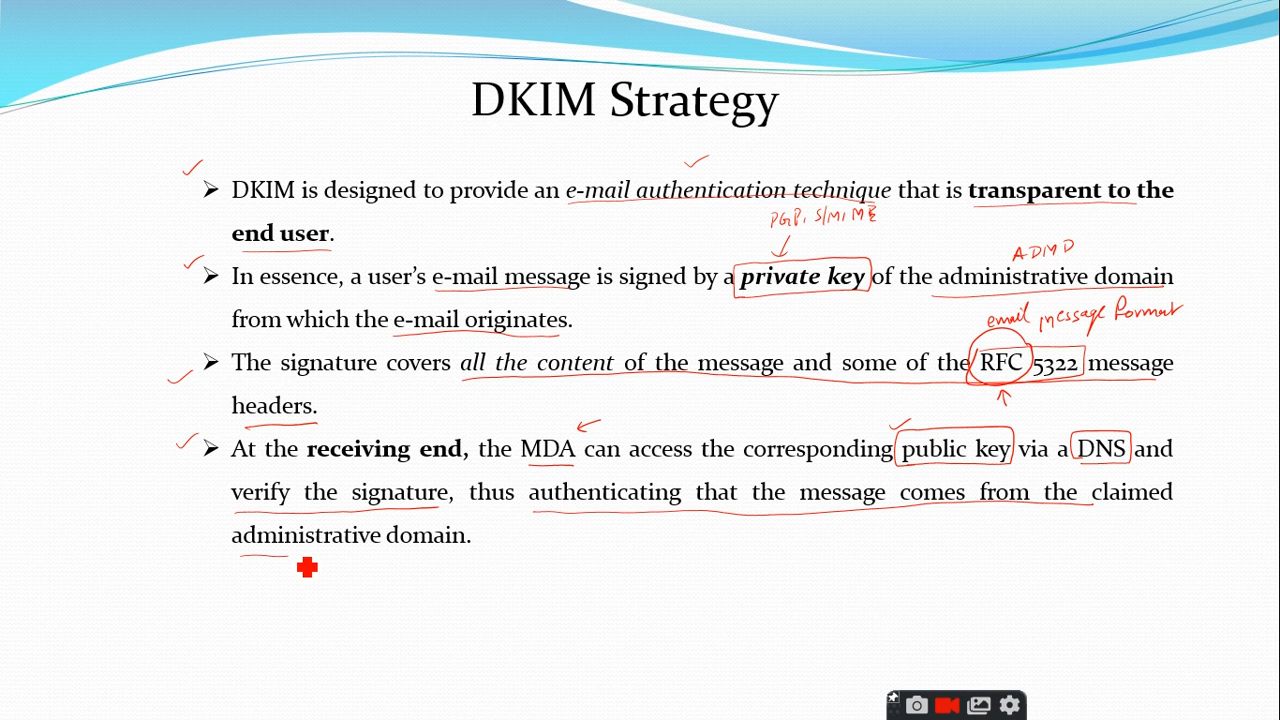 DKIM Strategy
DKIM is designed to provide an e-mail authentication technique that is transparent to the
PGP, S/MIME
end user.
ADMD
In essence, a user’s e-mail message is signed by a private key of the administrative domain
from which the e-mail originates.
email message format
The signature covers all the content of the message and some of the RFC 5322 message
headers.
At the receiving end, the MDA can access the corresponding public key via a DNS and
verify the signature, thus authenticating that the message comes from the claimed
administrative domain.